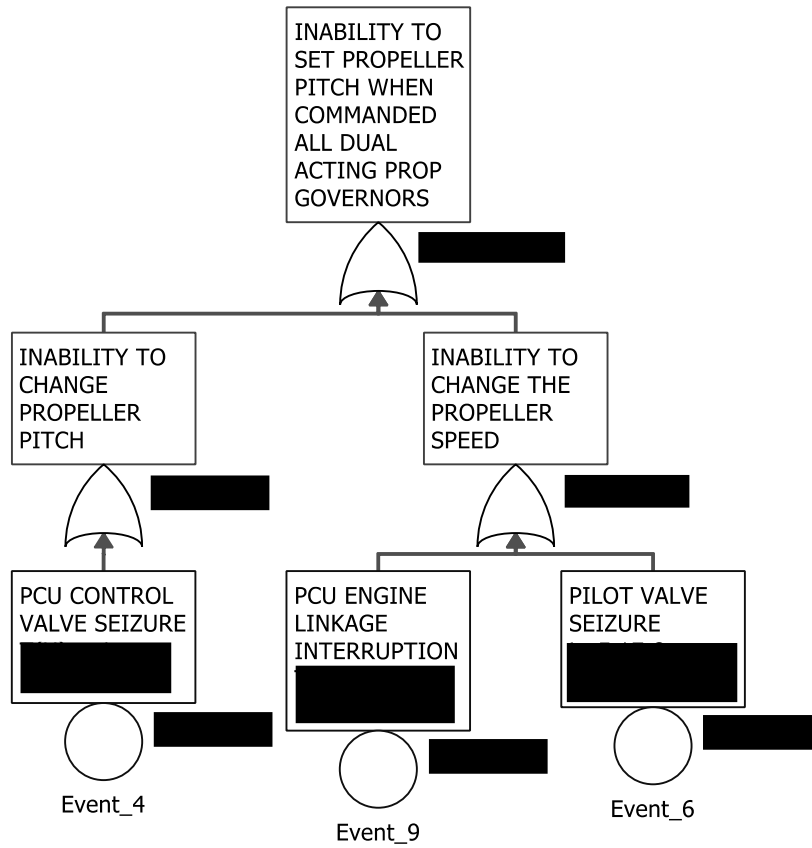 INABILITY TO
SET PROPELLER
PITCH WHEN
COMMANDED
ALL DUAL
ACTING PROP
GOVERNORS
INABILITY TO
CHANGE
PROPELLER
PITCH
INABILITY TO
CHANGE THE
PROPELLER
SPEED
PCU CONTROL
VALVE SEIZURE
PCU ENGINE
LINKAGE
INTERRUPTION
PILOT VALVE
SEIZURE
Event_4
Event_9
Event_6